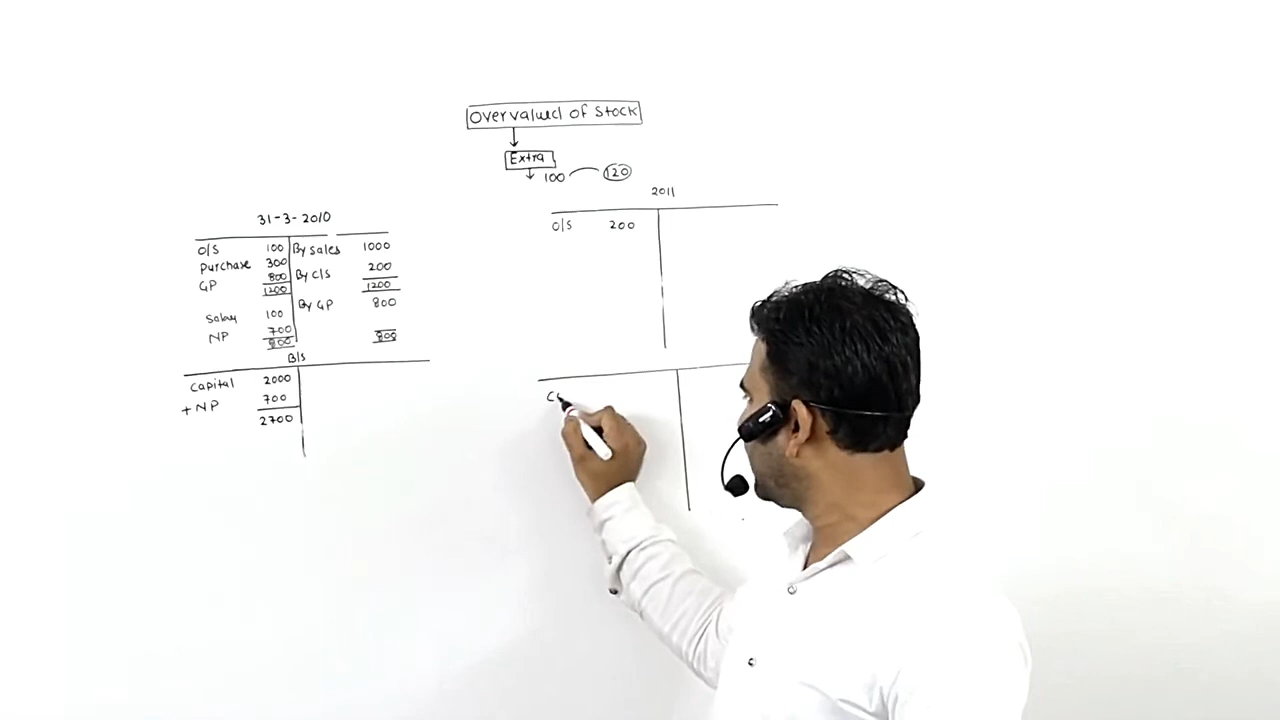 Overvalued of Stock
Extra
100 120
2011
O/S 200
31-3-2010
O/S 100 By sales 1000
Purchase 300
800 By C/S 200
GP 1200 1200
By GP 800
Salary 100
NP 700
800 800
B/S
Capital 2000
+ NP 700
2700